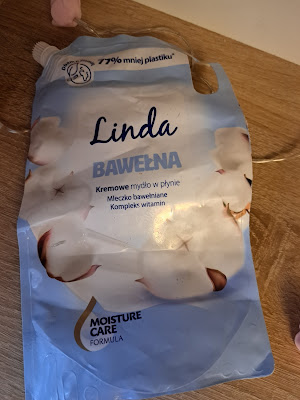 77% mniej plastiku*
Linda
BAWEŁNA
Kremowe mydło w płynie
Mleczko bawełniane
Kompleks witamin
MOISTURE
CARE
FORMULA